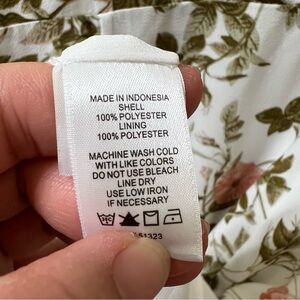 MADE IN INDONESIA
SHELL
100% POLYESTER
LINING
100% POLYESTER
MACHINE WASH COLD
WITH LIKE COLORS
DO NOT USE BLEACH
LINE DRY
USE LOW IRON
IF NECESSARY
51323